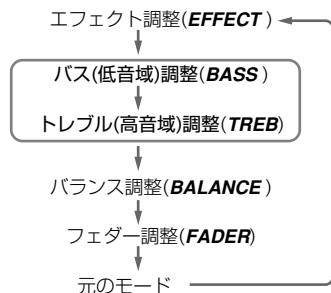 エフェクト調整(EFFECT )
バス(低音域)調整(BASS )
トレブル(高音域)調整(TREB)
バランス調整(BALANCE )
フェダー調整(FADER)
元のモード